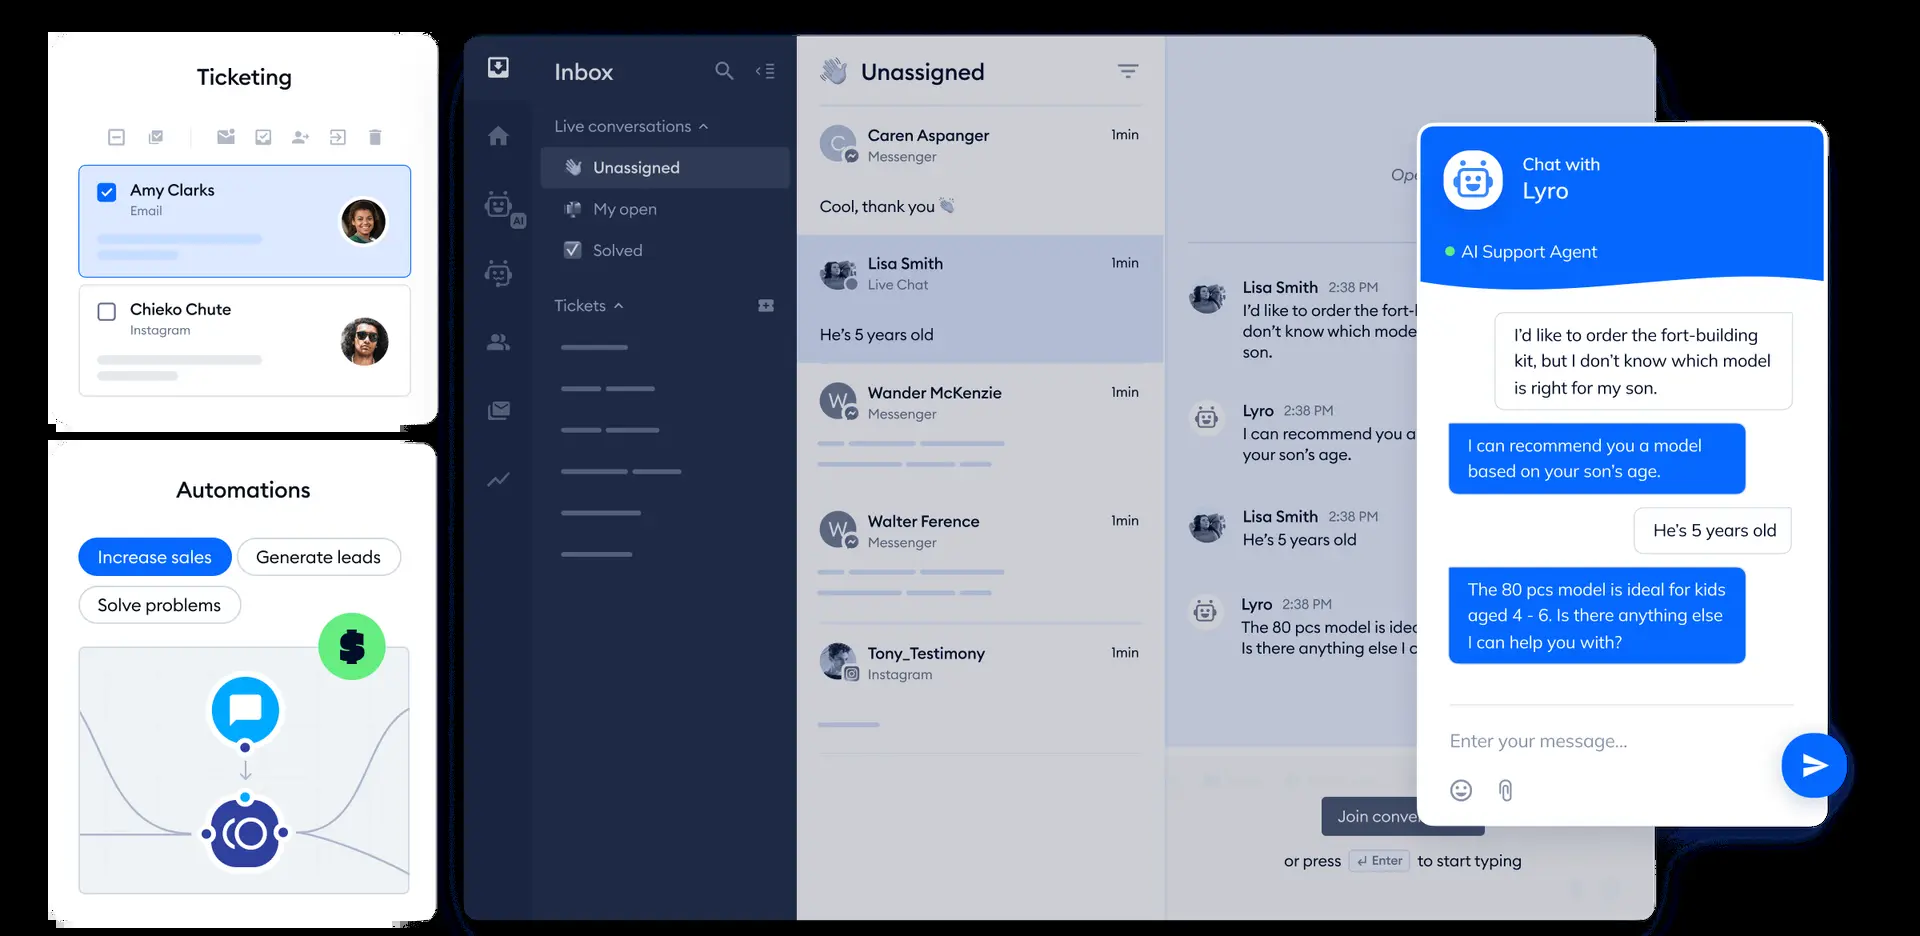 Ticketing
Amy Clarks
Email
Chieko Chute
Instagram
Automations
Increase sales
Generate leads
Solve problems
$
Inbox
Live conversations
Unassigned
My open
Solved
Tickets
AI
Unassigned
Caren Aspanger
1min
Messenger
Cool, thank you
Lisa Smith
1min
Live Chat
He's 5 years old
Wander McKenzie
1min
Messenger
Walter Ference
1min
Messenger
Tony_Testimony
1min
Instagram
Ope
Lisa Smith 2:38 PM
I'd like to order the fort-
don't know which mode
son.
Lyro 2:38 PM
I can recommend you a
your son's age.
Lisa Smith 2:38 PM
He's 5 years old
Lyro 2:38 PM
The 80 pcs model is idea
Is there anything else I c
Join conve
or press Enter to start typing
Chat with
Lyro
AI Support Agent
I'd like to order the fort-building
kit, but I don't know which model
is right for my son.
I can recommend you a model
based on your son's age.
He's 5 years old
The 80 pcs model is ideal for kids
aged 4 - 6. Is there anything else
I can help you with?
Enter your message...